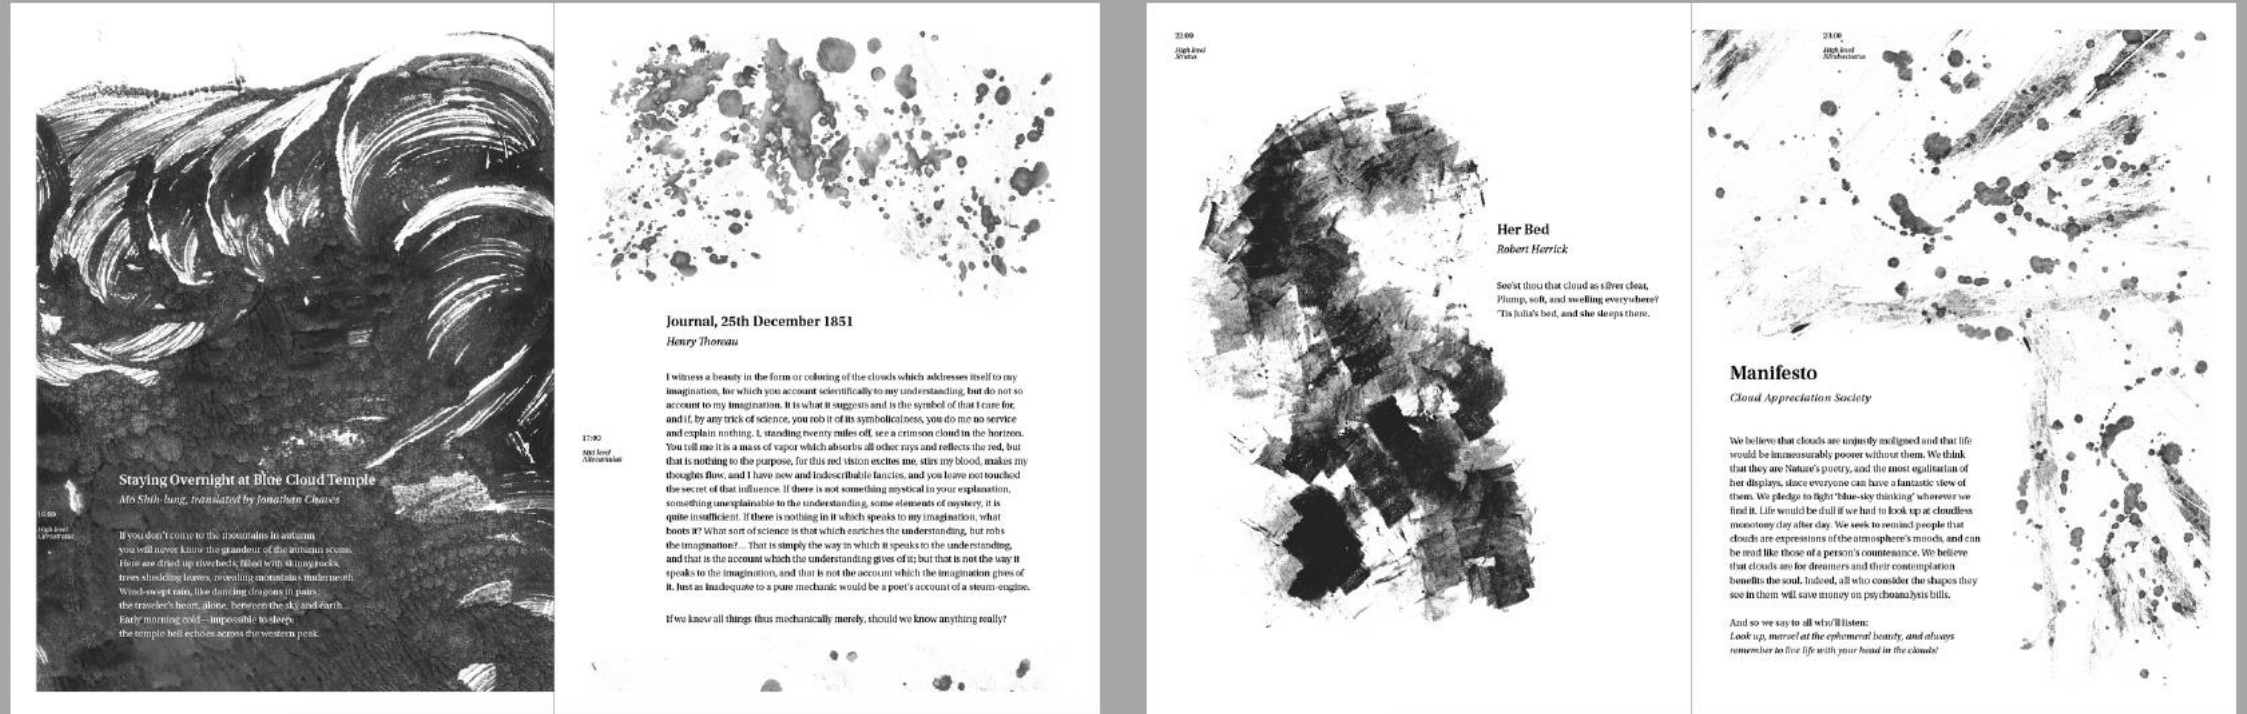 Staying Overnight at Blue Cloud Temple
Mo Shih-lung, translated by Jonathan Chaves
16:00
High level
Cirrostratus
If you don't come to the mountains in autumn
you will never know the grandeur of the autumn scene.
Here are dried up riverbeds, filled with skinny rocks,
trees shedding leaves, revealing mountains underneath.
Wind-swept rain, like dancing dragons in pairs;
the traveler's heart, alone, between the sky and earth...
Early morning cold—impossible to sleep;
the temple bell echoes across the western peak.
Journal, 25th December 1851
Henry Thoreau
I witness a beauty in the form or coloring of the clouds which addresses itself to my
imagination, for which you account scientifically to my understanding, but do not so
account to my imagination. It is what it suggests and is the symbol of that I care for,
and if, by any trick of science, you rob it of its symbolicalness, you do me no service
and explain nothing. I, standing twenty miles off, see a crimson cloud in the horizon.
You tell me it is a mass of vapor which absorbs all other rays and reflects the red, but
that is nothing to the purpose, for this red vision excites me, stirs my blood, makes my
thoughts flow, and I have new and indescribable fancies, and you leave not touched
the secret of that influence. If there is not something mystical in your explanation,
something unexplainable to the understanding, some elements of mystery, it is
quite insufficient. If there is nothing in it which speaks to my imagination, what
boots it? What sort of science is that which enriches the understanding, but robs
the imagination?... That is simply the way in which it speaks to the understanding,
and that is the account which the understanding gives of it; but that is not the way it
speaks to the imagination, and that is not the account which the imagination gives of
it. Just as inadequate to a pure mechanic would be a poet's account of a steam-engine.
If we knew all things thus mechanically merely, should we know anything really?
17:00
Mid level
Altocumulus
22:00
High level
Stratus
Her Bed
Robert Herrick
See'st thou that cloud as silver clear,
Plump, soft, and swelling everywhere?
'Tis Julia's bed, and she sleeps there.
23:00
High level
Nimbostratus
Manifesto
Cloud Appreciation Society
We believe that clouds are unjustly maligned and that life
would be immeasurably poorer without them. We think
that they are Nature's poetry, and the most egalitarian of
her displays, since everyone can have a fantastic view of
them. We pledge to fight 'blue-sky thinking' wherever we
find it. Life would be dull if we had to look up at cloudless
monotony day after day. We seek to remind people that
clouds are expressions of the atmosphere's moods, and can
be read like those of a person's countenance. We believe
that clouds are for dreamers and their contemplation
benefits the soul. Indeed, all who consider the shapes they
see in them will save money on psychoanalysis bills.
And so we say to all who'll listen:
Look up, marvel at the ephemeral beauty, and always
remember to live life with your head in the clouds!